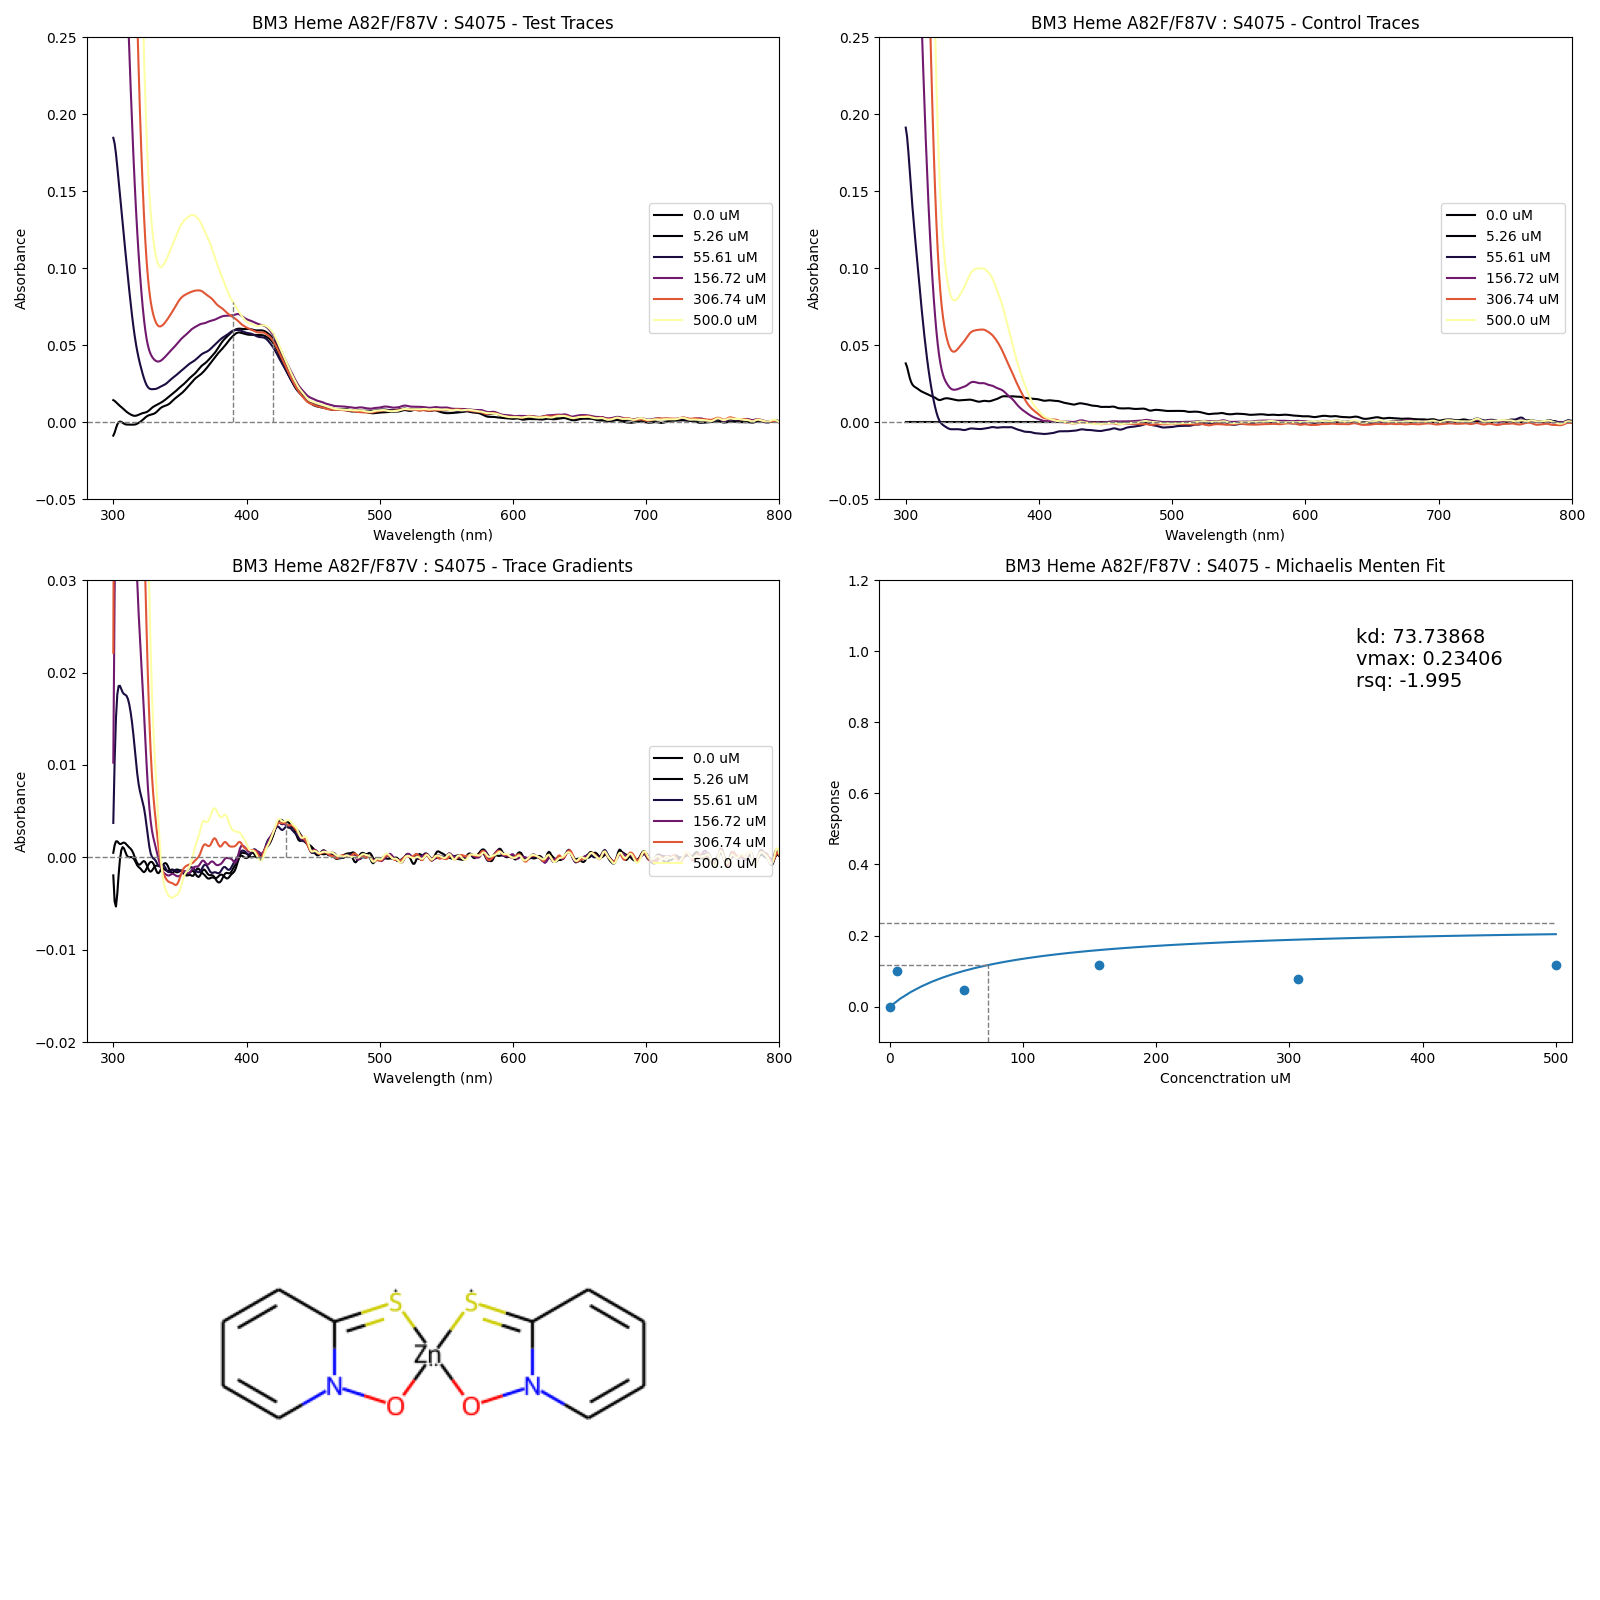 BM3 Heme A82F/F87V : S4075 - Test Traces
0.25
0.20
0.15
0.10
0.05
0.00
−0.05
Absorbance
300 400 500 600 700 800
Wavelength (nm)
0.0 uM
5.26 uM
55.61 uM
156.72 uM
306.74 uM
500.0 uM
BM3 Heme A82F/F87V : S4075 - Control Traces
0.25
0.20
0.15
0.10
0.05
0.00
−0.05
Absorbance
300 400 500 600 700 800
Wavelength (nm)
0.0 uM
5.26 uM
55.61 uM
156.72 uM
306.74 uM
500.0 uM
BM3 Heme A82F/F87V : S4075 - Trace Gradients
0.03
0.02
0.01
0.00
−0.01
−0.02
Absorbance
300 400 500 600 700 800
Wavelength (nm)
0.0 uM
5.26 uM
55.61 uM
156.72 uM
306.74 uM
500.0 uM
BM3 Heme A82F/F87V : S4075 - Michaelis Menten Fit
1.2
1.0
0.8
0.6
0.4
0.2
0.0
Response
kd: 73.73868
vmax: 0.23406
rsq: -1.995
0 100 200 300 400 500
Concenctration uM
S S
Zn
N O O N